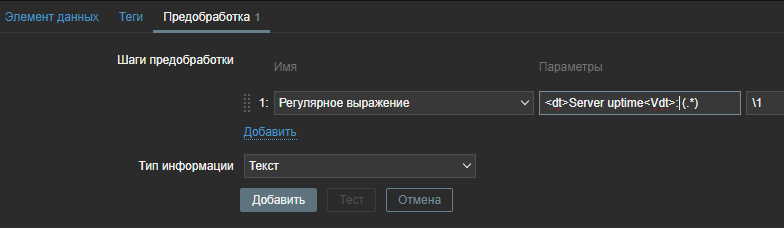 Элемент данных Теги Предобработка 1
Шаги предобработки
Имя Параметры
1: Регулярное выражение <dt>Server uptime<Vdt>:(.*) \1
Добавить
Тип информации Текст
Добавить Тест Отмена